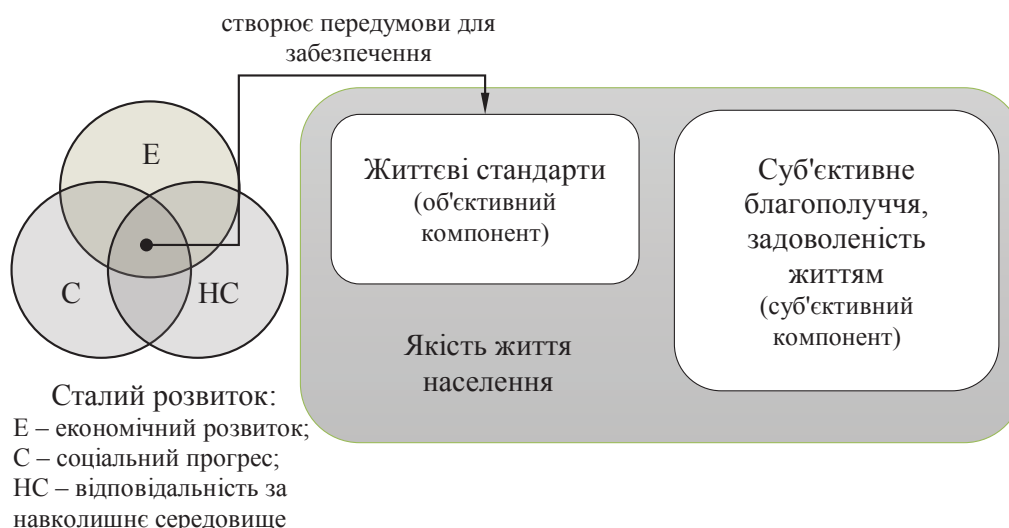 створює передумови для
забезпечення
Е
С
НС
Життєві стандарти
(об'єктивний
компонент)
Суб'єктивне
благополуччя,
задоволеність
життям
(суб'єктивний
компонент)
Якість життя
населення
Сталий розвиток:
Е – економічний розвиток;
С – соціальний прогрес;
НС – відповідальність за
навколишнє середовище